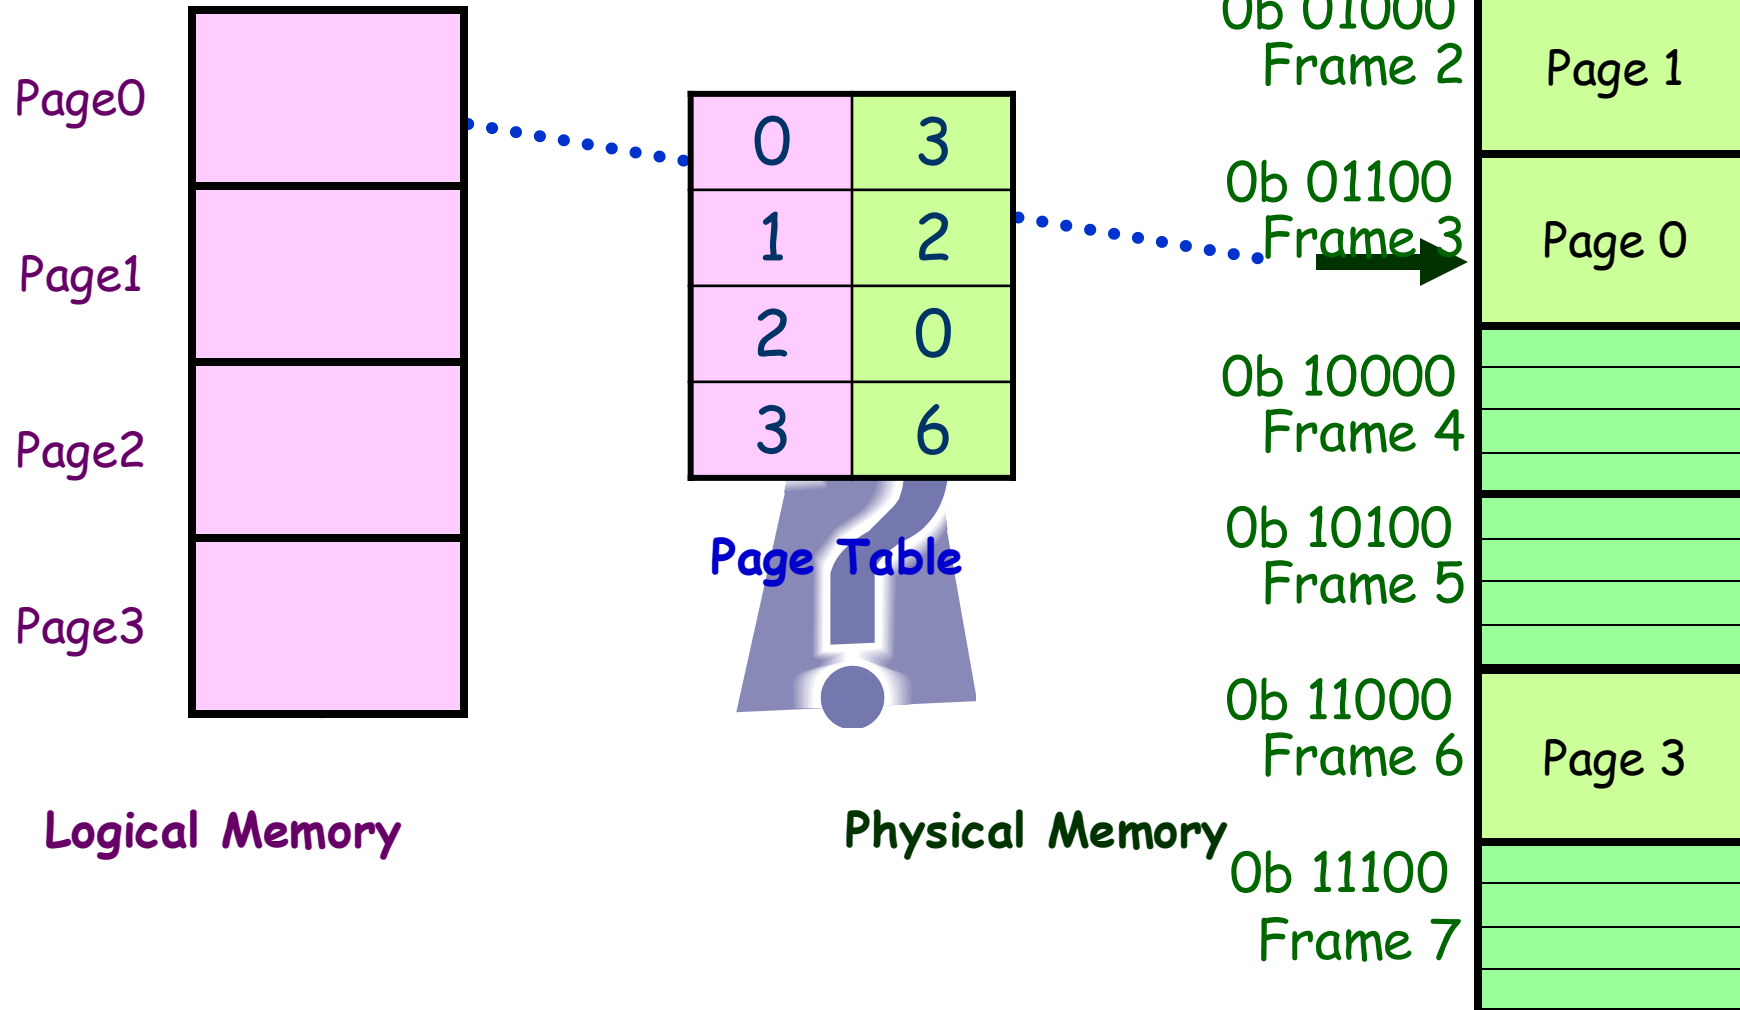 Page0
Page1
Page2
Page3
Logical Memory
0 3
1 2
2 0
3 6
Page Table
?
Physical Memory
0b 01000
Frame 2
Page 1
0b 01100
Frame 3
Page 0
0b 10000
Frame 4
0b 10100
Frame 5
0b 11000
Frame 6
Page 3
0b 11100
Frame 7